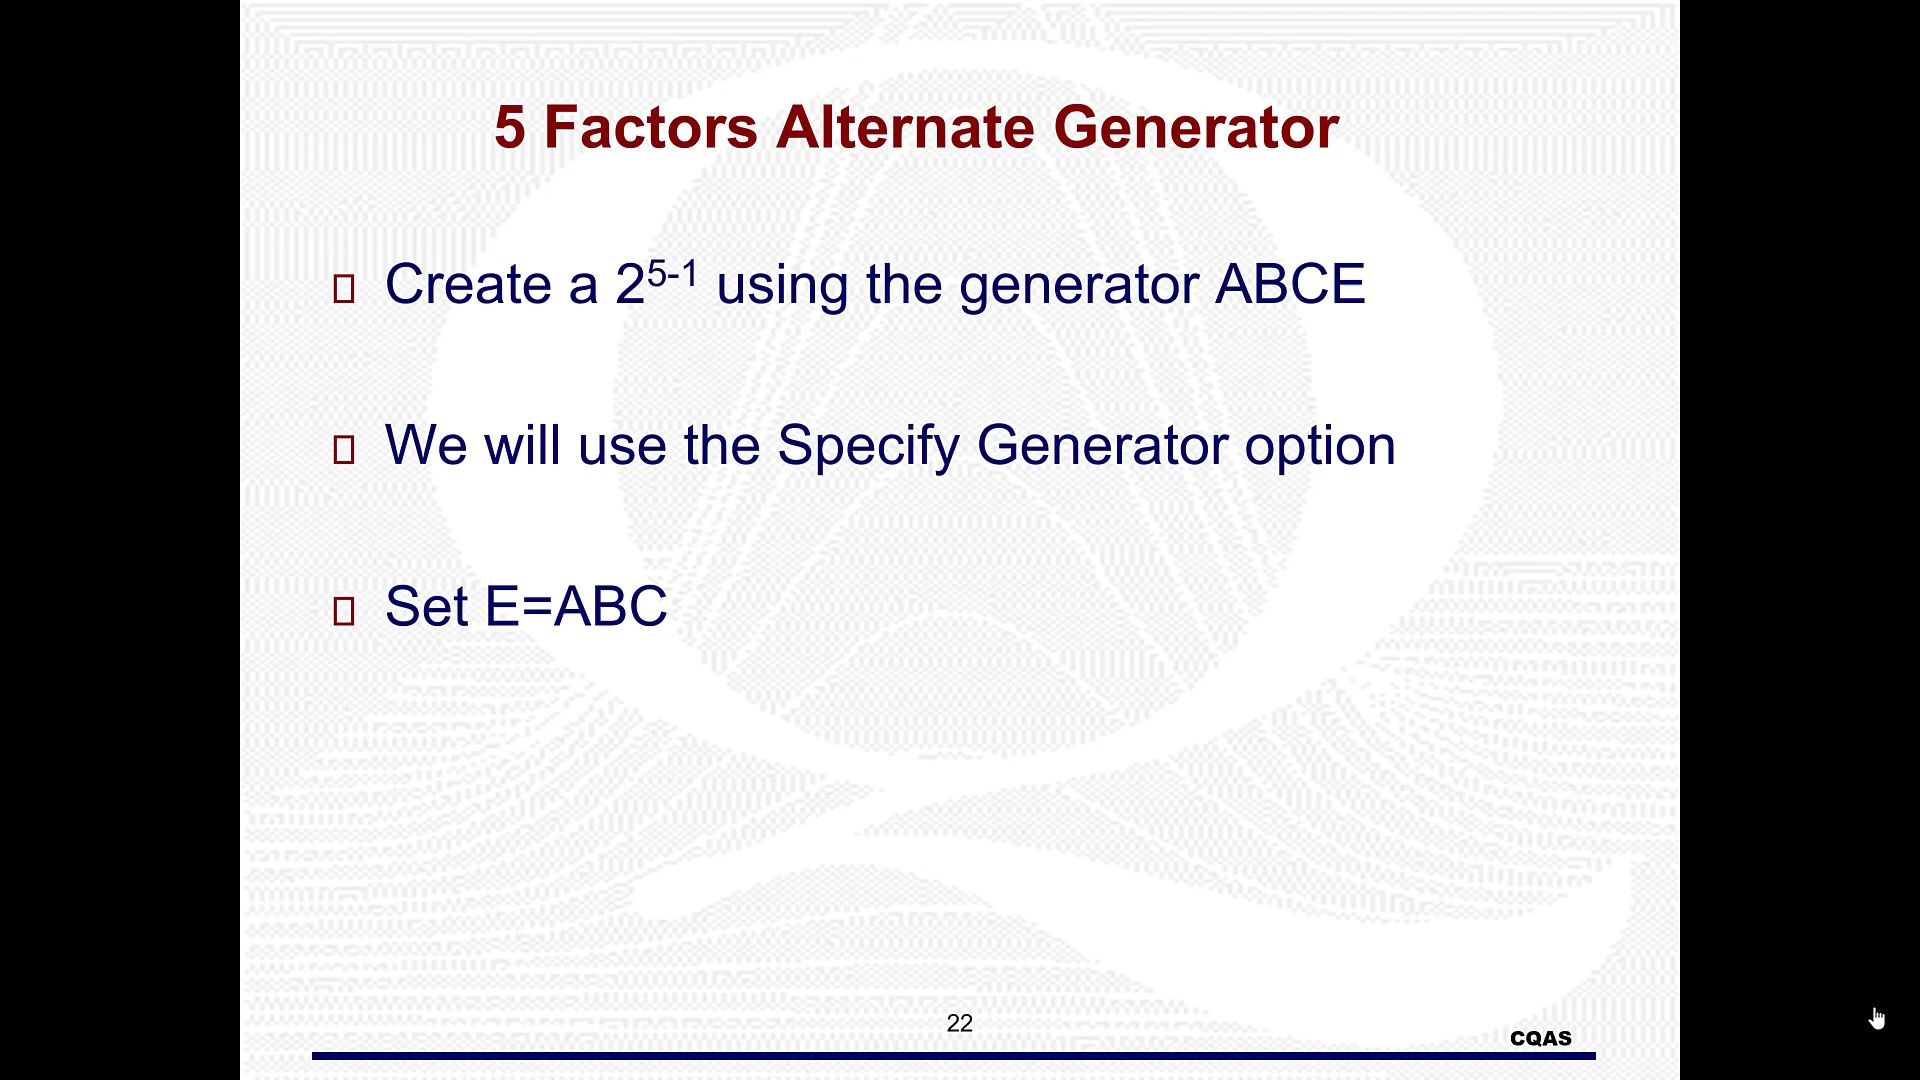 5 Factors Alternate Generator
Create a 2⁵⁻¹ using the generator ABCE
We will use the Specify Generator option
Set E=ABC
22
CQAS